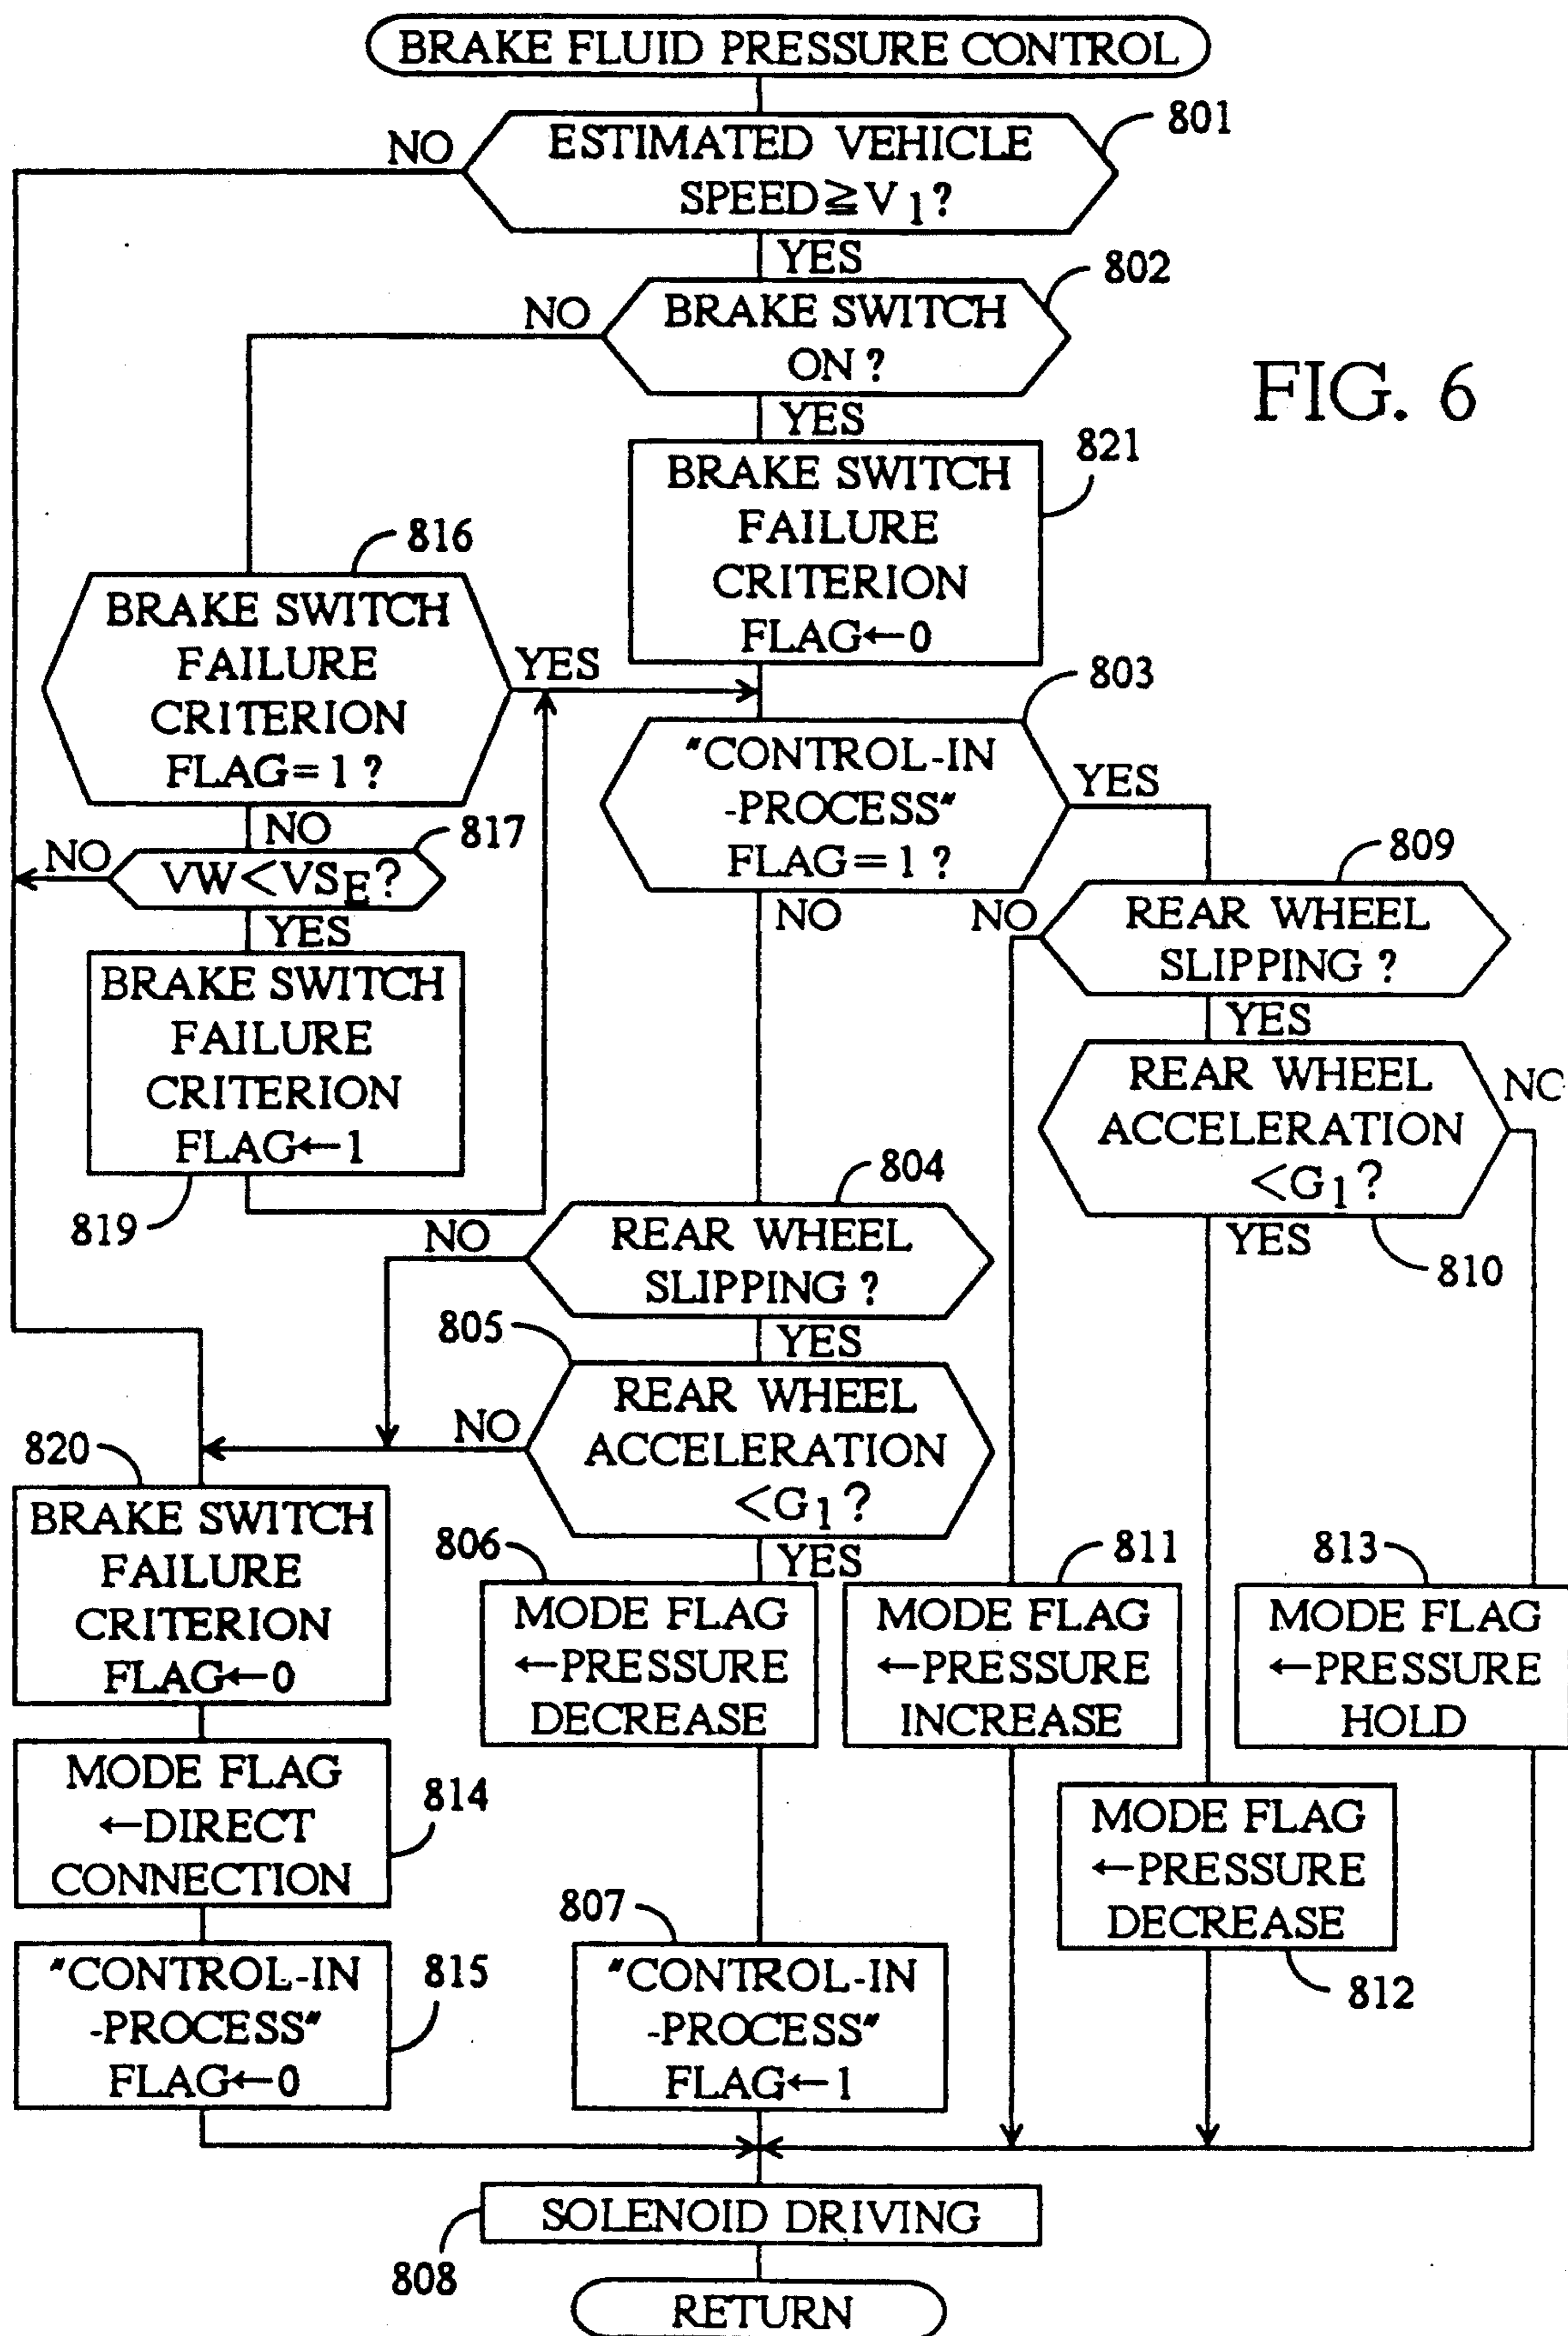 BRAKE FLUID PRESSURE CONTROL
801
NO
ESTIMATED VEHICLE
SPEED≧V1?
YES
802
NO
BRAKE SWITCH
ON?
FIG. 6
YES
821
BRAKE SWITCH
FAILURE
CRITERION
FLAG←0
816
BRAKE SWITCH
FAILURE
CRITERION
FLAG=1?
YES
803
"CONTROL-IN
-PROCESS"
FLAG=1?
YES
NO
817
NO
VW<VSE?
YES
NO
809
NO
REAR WHEEL
SLIPPING?
YES
BRAKE SWITCH
FAILURE
CRITERION
FLAG←1
819
REAR WHEEL
ACCELERATION
<G1?
NO
YES
810
804
NO
REAR WHEEL
SLIPPING?
YES
805
REAR WHEEL
ACCELERATION
<G1?
NO
YES
820
BRAKE SWITCH
FAILURE
CRITERION
FLAG←0
806
MODE FLAG
←PRESSURE
DECREASE
811
MODE FLAG
←PRESSURE
INCREASE
813
MODE FLAG
←PRESSURE
HOLD
MODE FLAG
←DIRECT
CONNECTION
814
MODE FLAG
←PRESSURE
DECREASE
812
"CONTROL-IN
-PROCESS"
FLAG←0
815
807
"CONTROL-IN
-PROCESS"
FLAG←1
SOLENOID DRIVING
808
RETURN